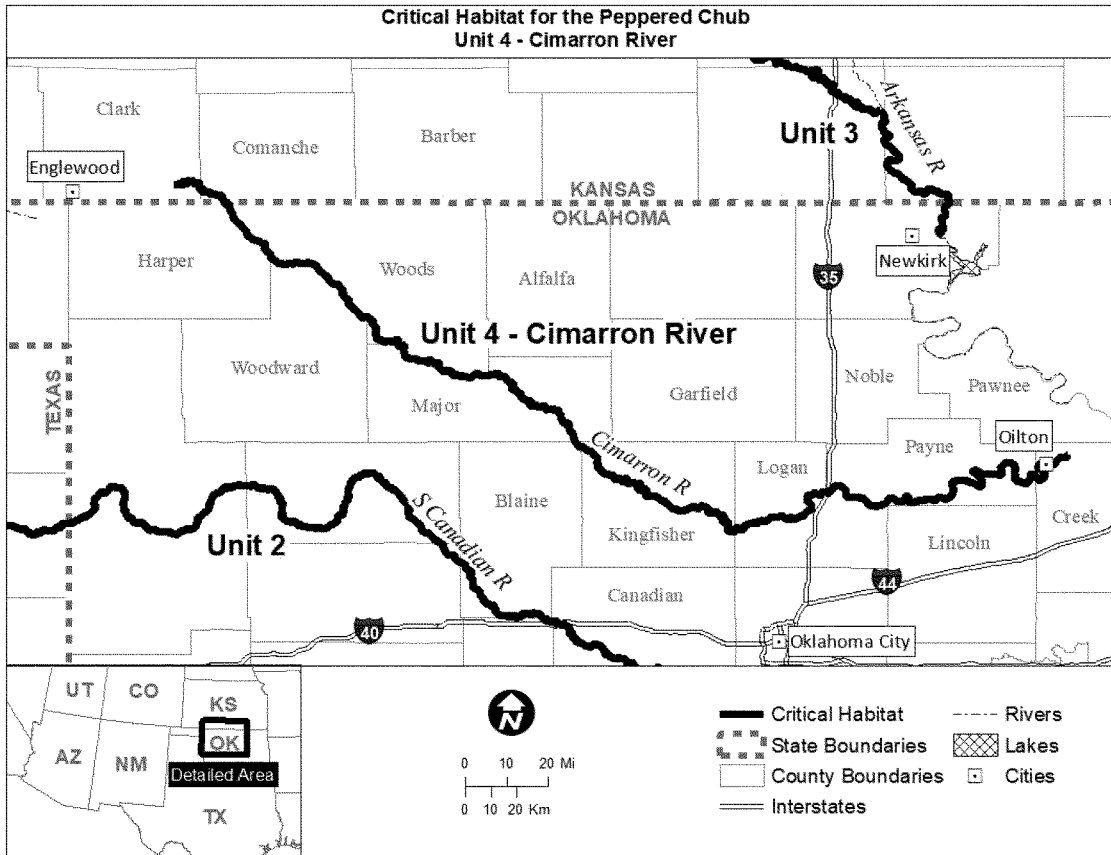 Critical Habitat for the Peppered Chub
Unit 4 - Cimarron River
Clark
Comanche
Barber
Unit 3
Arkansas R
Englewood
KANSAS
OKLAHOMA
Harper
Woods
Alfalfa
35
Newkirk
Unit 4 - Cimarron River
Woodward
Major
Garfield
Noble
Pawnee
TEXAS
Oilton
Payne
Cimarron R
Logan
Blaine
S Canadian R
Kingfisher
Creek
Unit 2
Lincoln
44
Canadian
40
Oklahoma City
UT
CO
KS
OK
AZ
NM
Detailed Area
TX
N
0 10 20 Mi
0 10 20 Km
Critical Habitat
State Boundaries
County Boundaries
Interstates
Rivers
Lakes
Cities